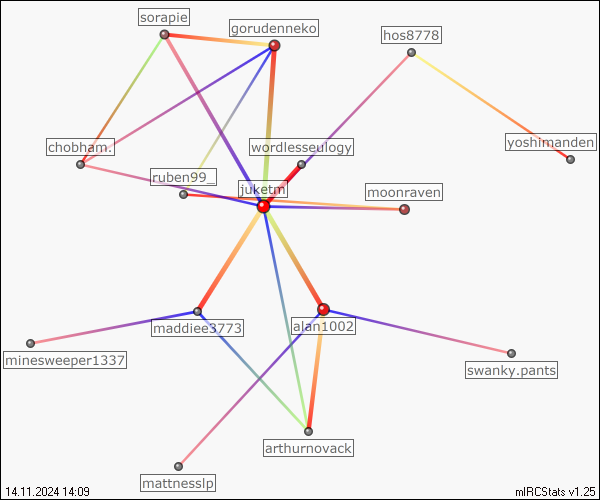 sorapie
gorudenneko
hos8778
chobham.
wordlesseulogy
yoshimanden
ruben99_
juketm
moonraven
maddiee3773
alan1002
minesweeper1337
swanky.pants
arthurnovack
mattnesslp
14.11.2024 14:09
mIRCStats v1.25